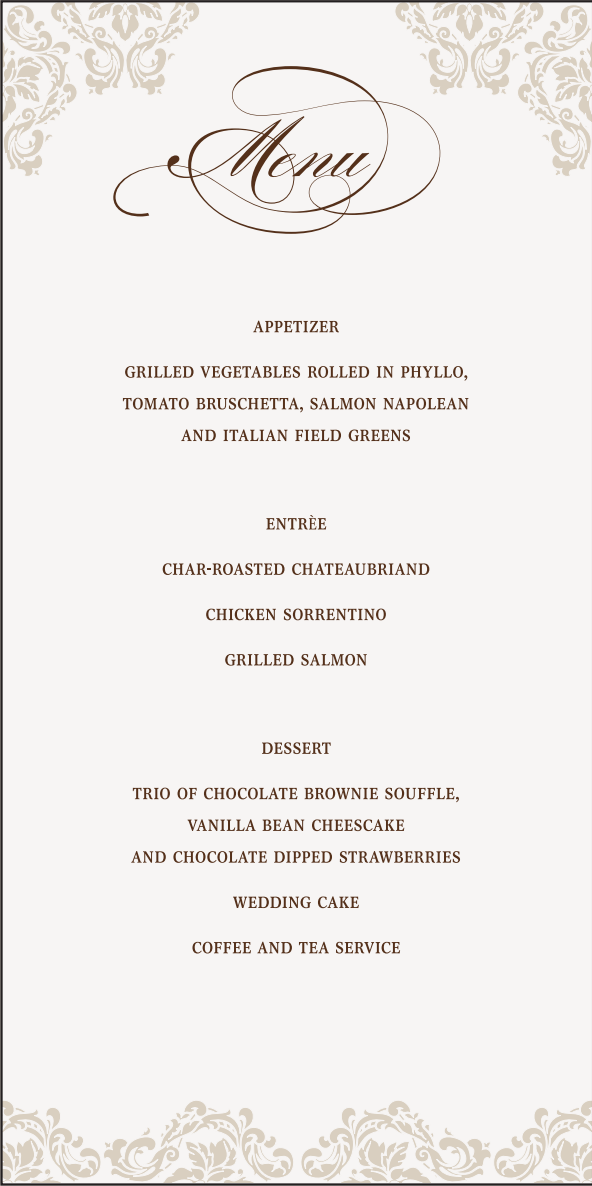 Menu
APPETIZER
GRILLED VEGETABLES ROLLED IN PHYLLO,
TOMATO BRUSCHETTA, SALMON NAPOLEAN
AND ITALIAN FIELD GREENS
ENTRÈE
CHAR-ROASTED CHATEAUBRIAND
CHICKEN SORRENTINO
GRILLED SALMON
DESSERT
TRIO OF CHOCOLATE BROWNIE SOUFFLE,
VANILLA BEAN CHEESCAKE
AND CHOCOLATE DIPPED STRAWBERRIES
WEDDING CAKE
COFFEE AND TEA SERVICE